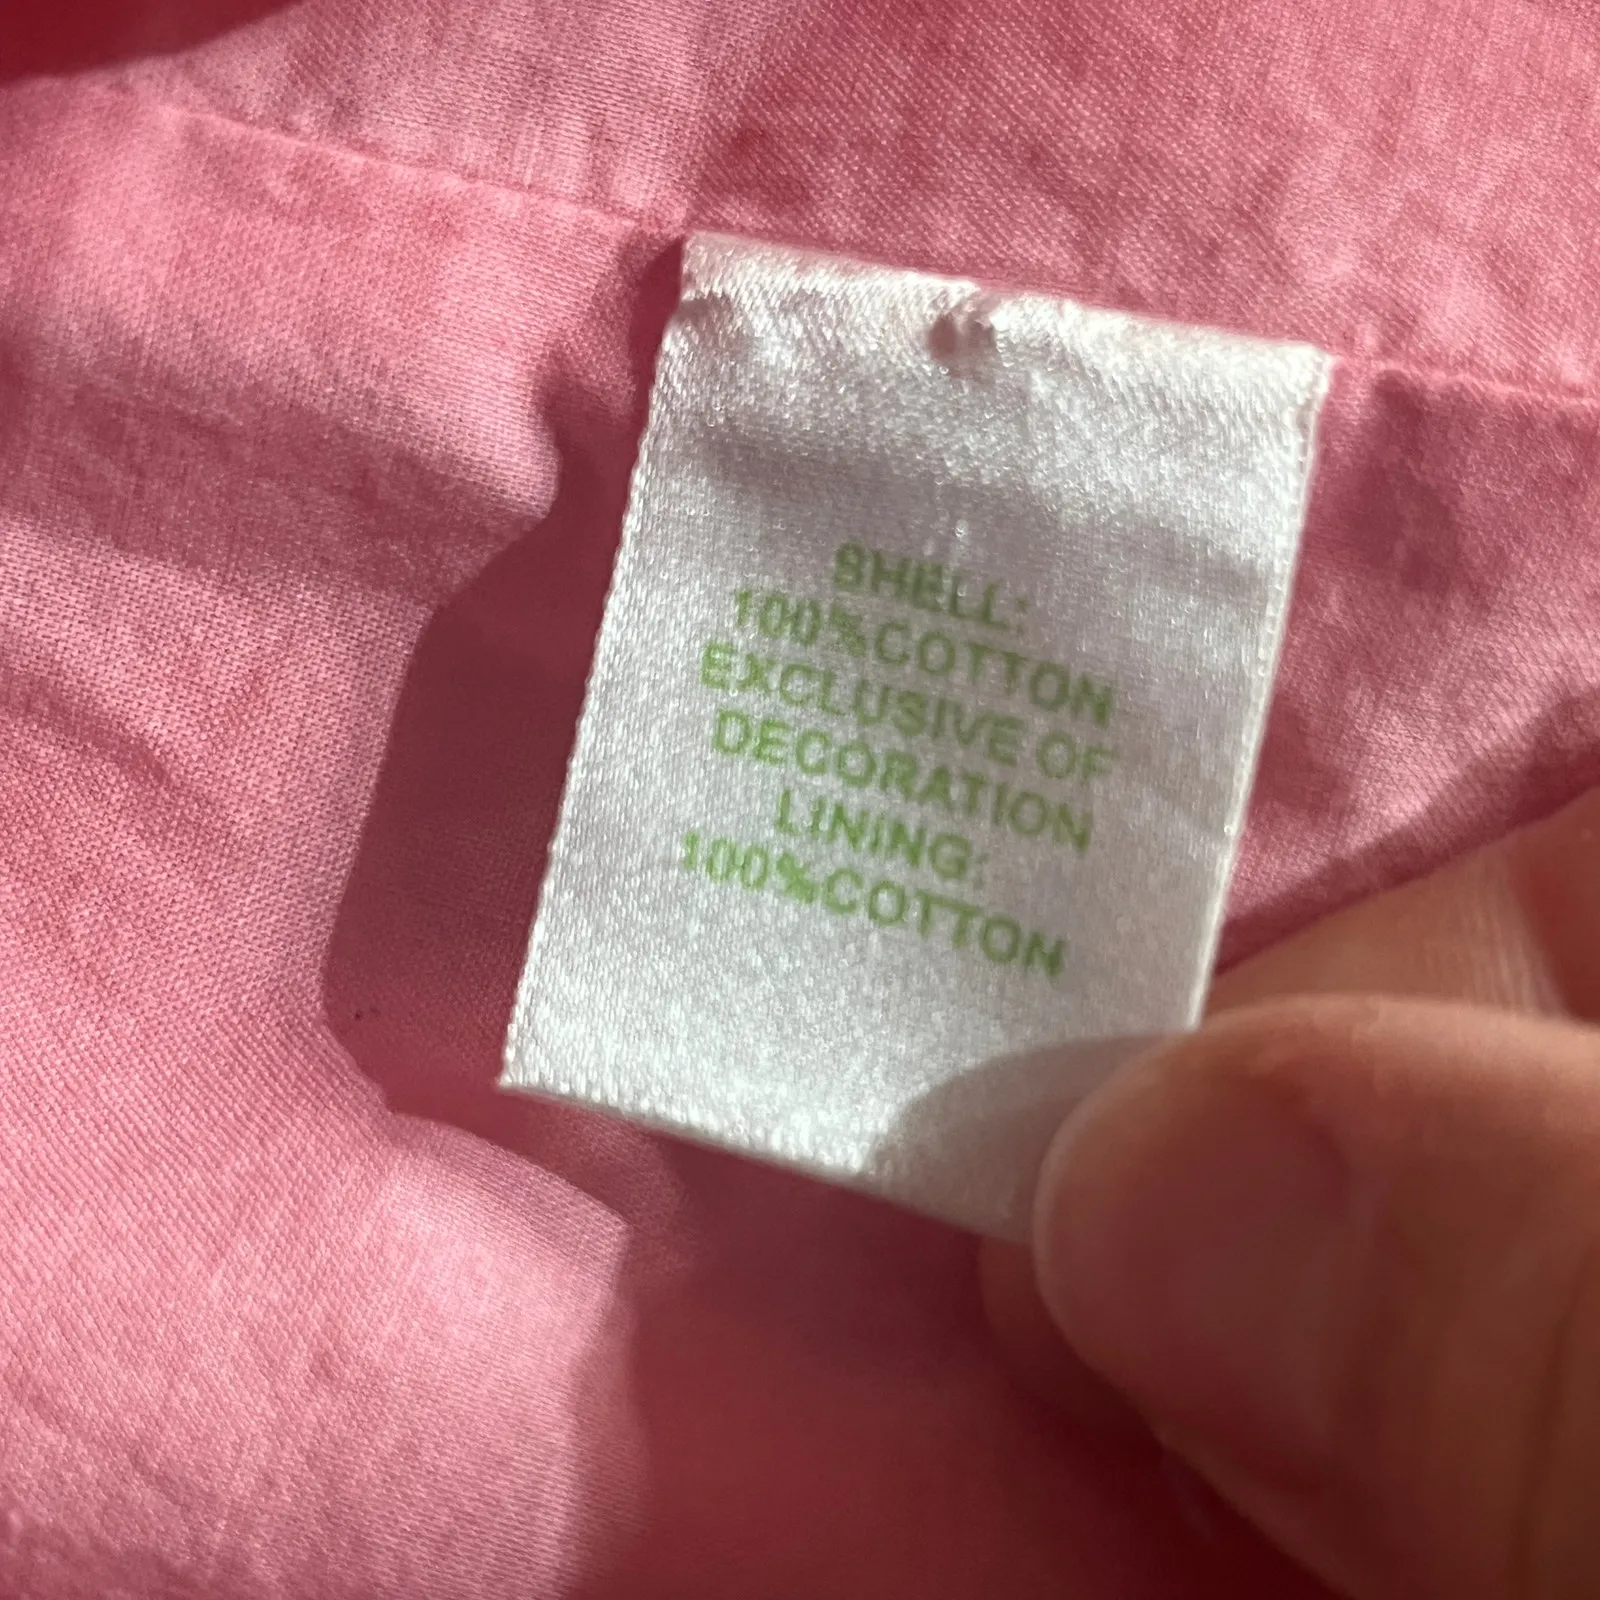 SHELL:
100%COTTON
EXCLUSIVE OF
DECORATION
LINING:
100%COTTON